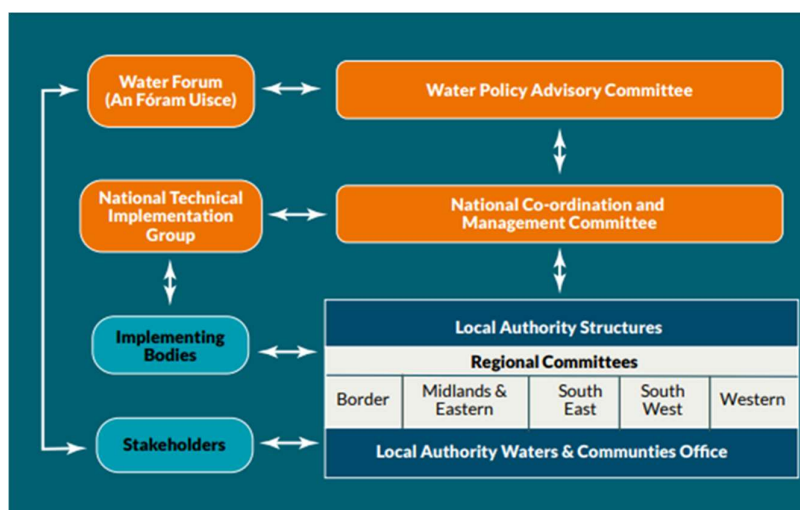 Water Forum
(An Fóram Uisce)
Water Policy Advisory Committee
National Technical
Implementation
Group
National Co-ordination and
Management Committee
Implementing
Bodies
Local Authority Structures
Regional Committees
Border
Midlands &
Eastern
South
East
South
West
Western
Stakeholders
Local Authority Waters & Communties Office